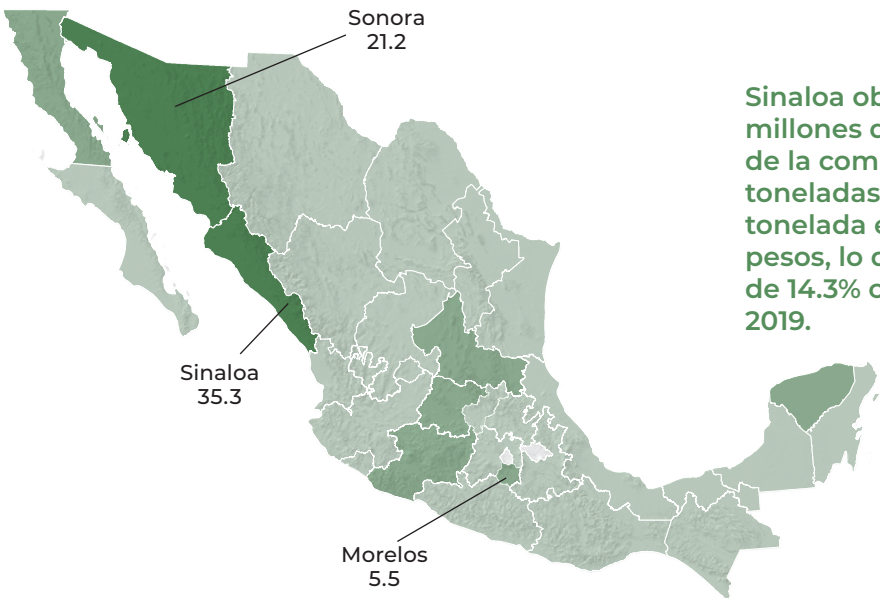 Sonora
21.2
Sinaloa ob
millones
de la com
toneladas
tonelada
pesos, lo
de 14.3%
2019.
Sinaloa
35.3
Morelos
5.5